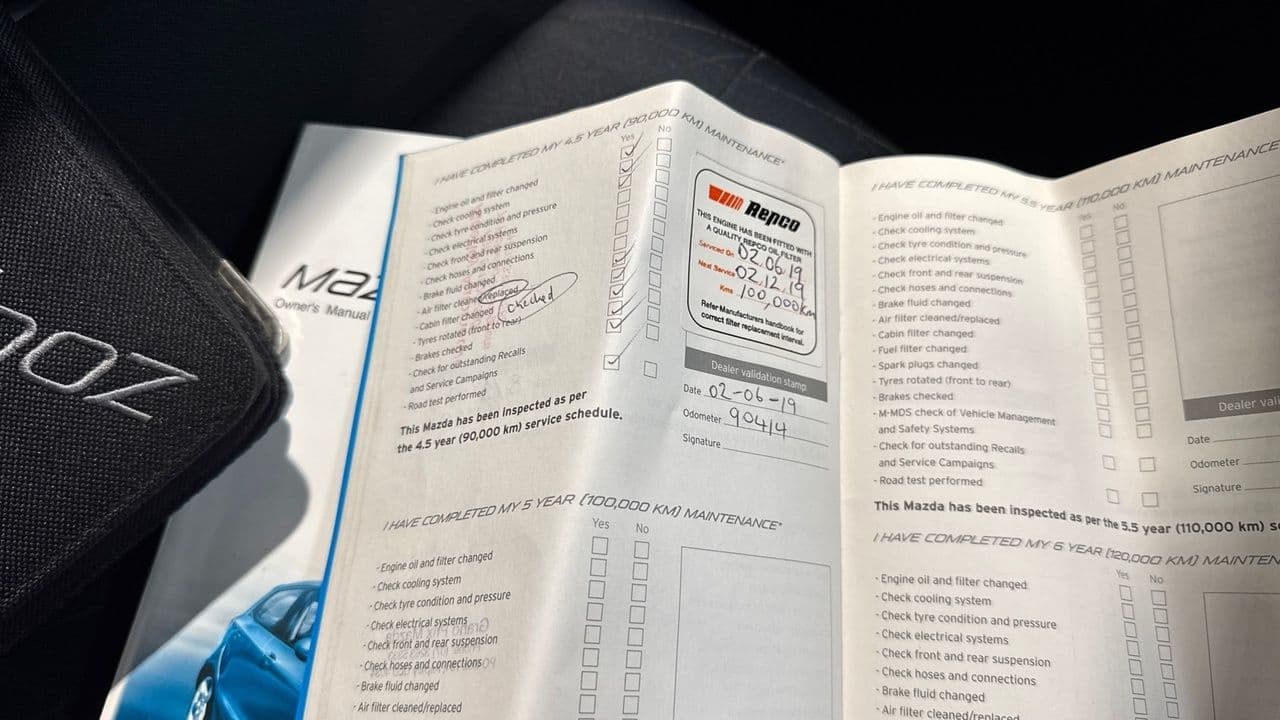 mazda
Maz
Owner's Manual
I HAVE COMPLETED MY 4.5 YEAR (90,000 KM) MAINTENANCE*
Yes No
- Engine oil and filter changed
- Check cooling system
- Check tyre condition and pressure
- Check electrical systems
- Check front and rear suspension
- Check hoses and connections
- Brake fluid changed
- Air filter cleaned/replaced
- Cabin filter changed checked
- Tyres rotated (front to rear)
- Brakes checked
- Check for outstanding Recalls
and Service Campaigns
- Road test performed
This Mazda has been inspected as per
the 4.5 year (90,000 km) service schedule.
Repco
THIS ENGINE HAS BEEN FITTED WITH
A QUALITY REPCO OIL FILTER
Serviced On 02.06.19
Next Service 02.12.19
Kms 100,000km
Refer Manufacturers handbook for
correct filter replacement interval.
Dealer validation stamp
Date 02-06-19
Odometer 90414
Signature
I HAVE COMPLETED MY 5 YEAR (100,000 KM) MAINTENANCE*
Yes No
- Engine oil and filter changed
- Check cooling system
- Check tyre condition and pressure
- Check electrical systems
- Check front and rear suspension
- Check hoses and connections
- Brake fluid changed
- Air filter cleaned/replaced
I HAVE COMPLETED MY 5.5 YEAR (110,000 KM) MAINTENANCE
Yes No
- Engine oil and filter changed
- Check cooling system
- Check tyre condition and pressure
- Check electrical systems
- Check front and rear suspension
- Check hoses and connections
- Brake fluid changed
- Air filter cleaned/replaced
- Cabin filter changed
- Fuel filter changed
- Spark plugs changed
- Tyres rotated (front to rear)
- Brakes checked
- M-MDS check of Vehicle Management
and Safety Systems
- Check for outstanding Recalls
and Service Campaigns
- Road test performed
Dealer vali
Date
Odometer
Signature
This Mazda has been inspected as per the 5.5 year (110,000 km) s
I HAVE COMPLETED MY 6 YEAR (120,000 KM) MAINTEN
Yes No
- Engine oil and filter changed
- Check cooling system
- Check tyre condition and pressure
- Check electrical systems
- Check front and rear suspension
- Check hoses and connections
- Brake fluid changed
- Air filter cleaned/replaced